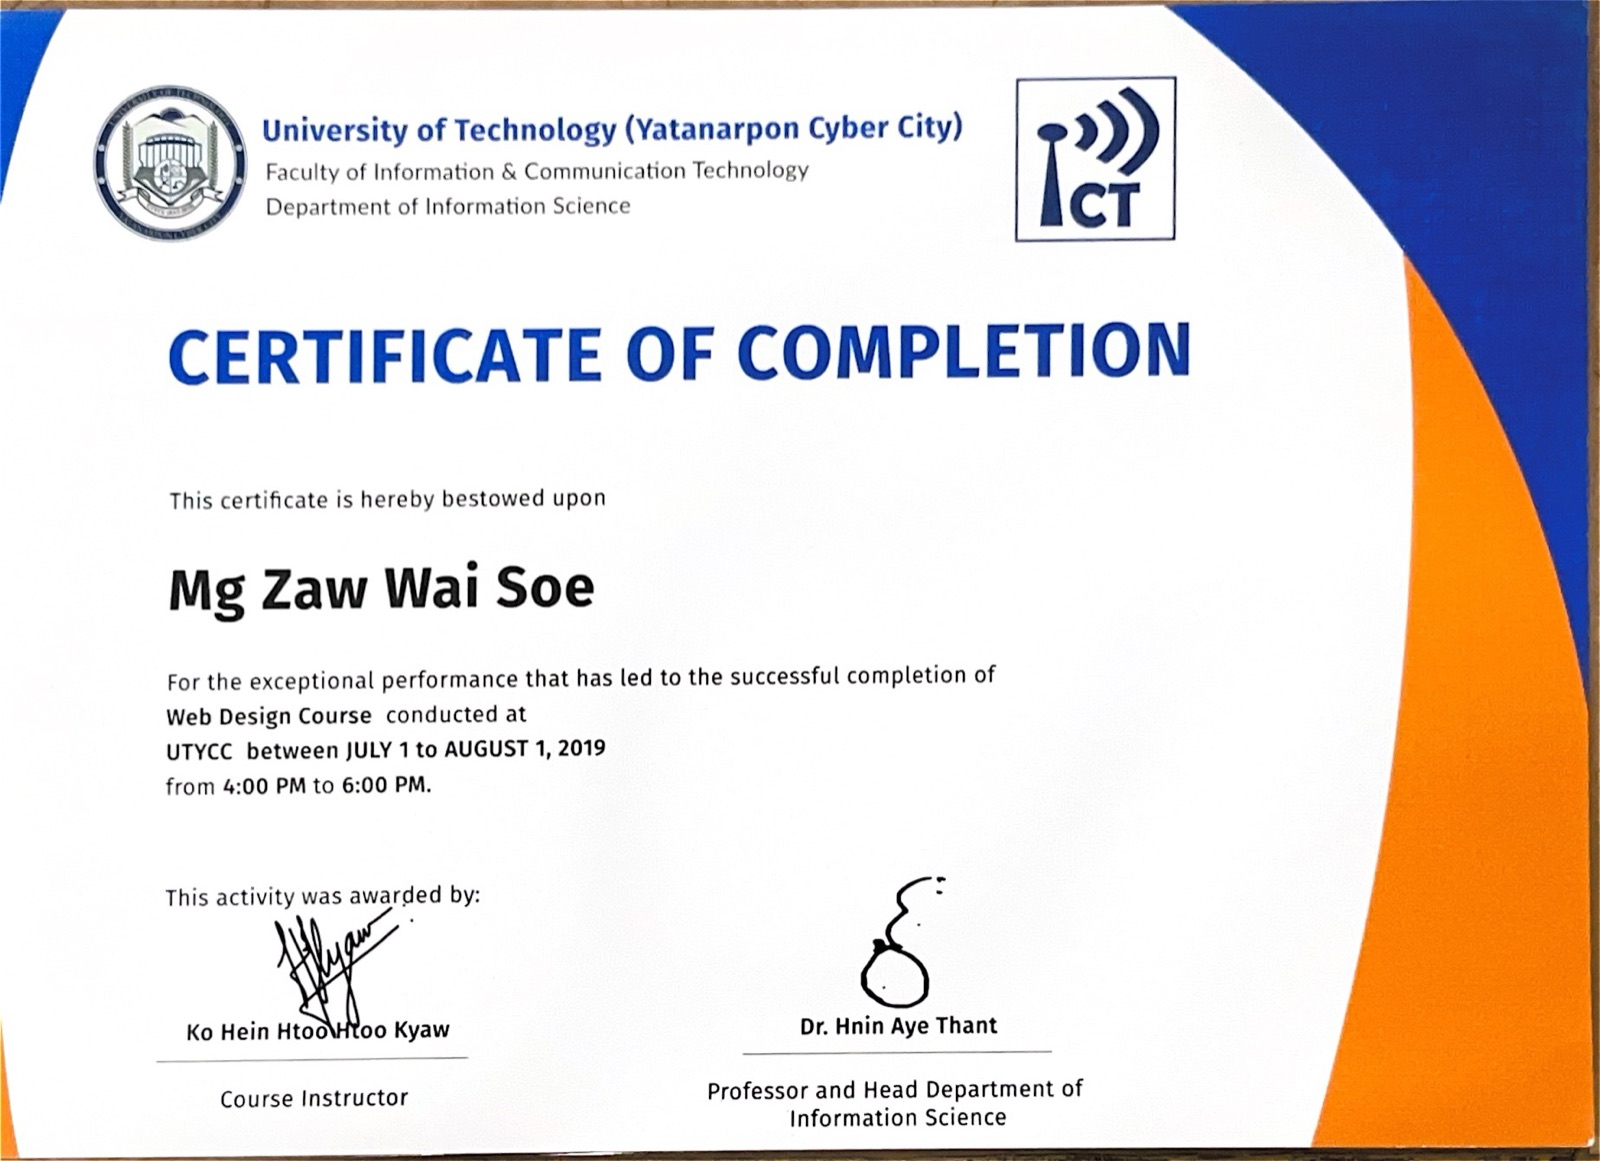 University of Technology (Yatanarpon Cyber City)
Faculty of Information & Communication Technology
Department of Information Science
ICT
CERTIFICATE OF COMPLETION
This certificate is hereby bestowed upon
Mg Zaw Wai Soe
For the exceptional performance that has led to the successful completion of
Web Design Course conducted at
UTYCC between JULY 1 to AUGUST 1, 2019
from 4:00 PM to 6:00 PM.
This activity was awarded by:
Ko Hein Htoo Htoo Kyaw
Course Instructor
Dr. Hnin Aye Thant
Professor and Head Department of
Information Science